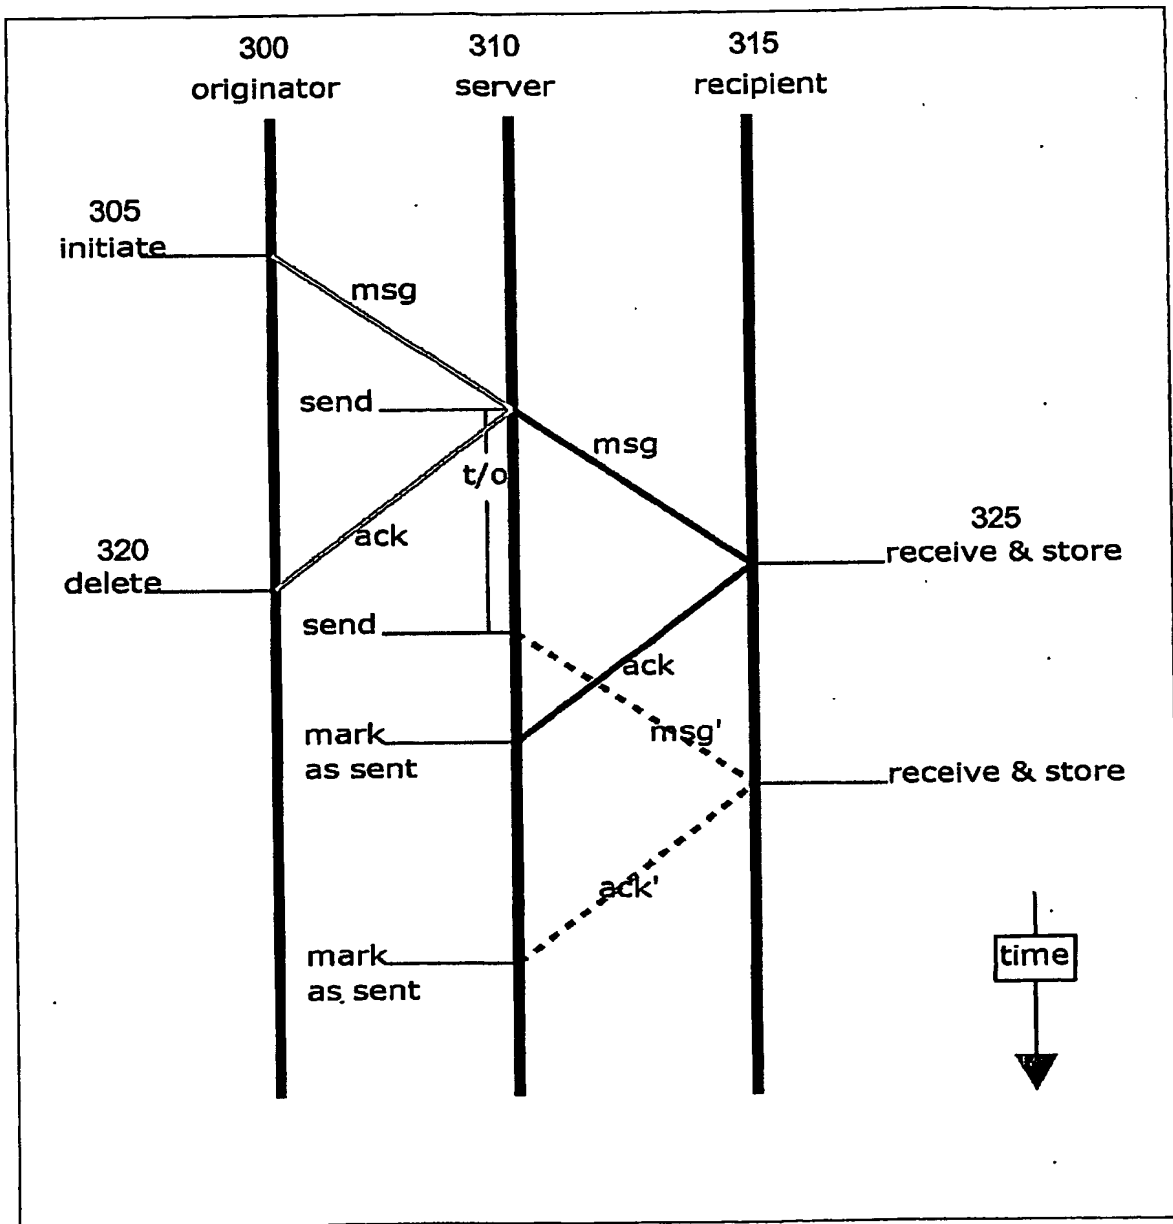 300
originator
310
server
315
recipient
305
initiate
msg
send
msg
t/o
ack
325
receive & store
320
delete
send
ack
msg'
mark
as sent
receive & store
ack'
mark
as sent
time